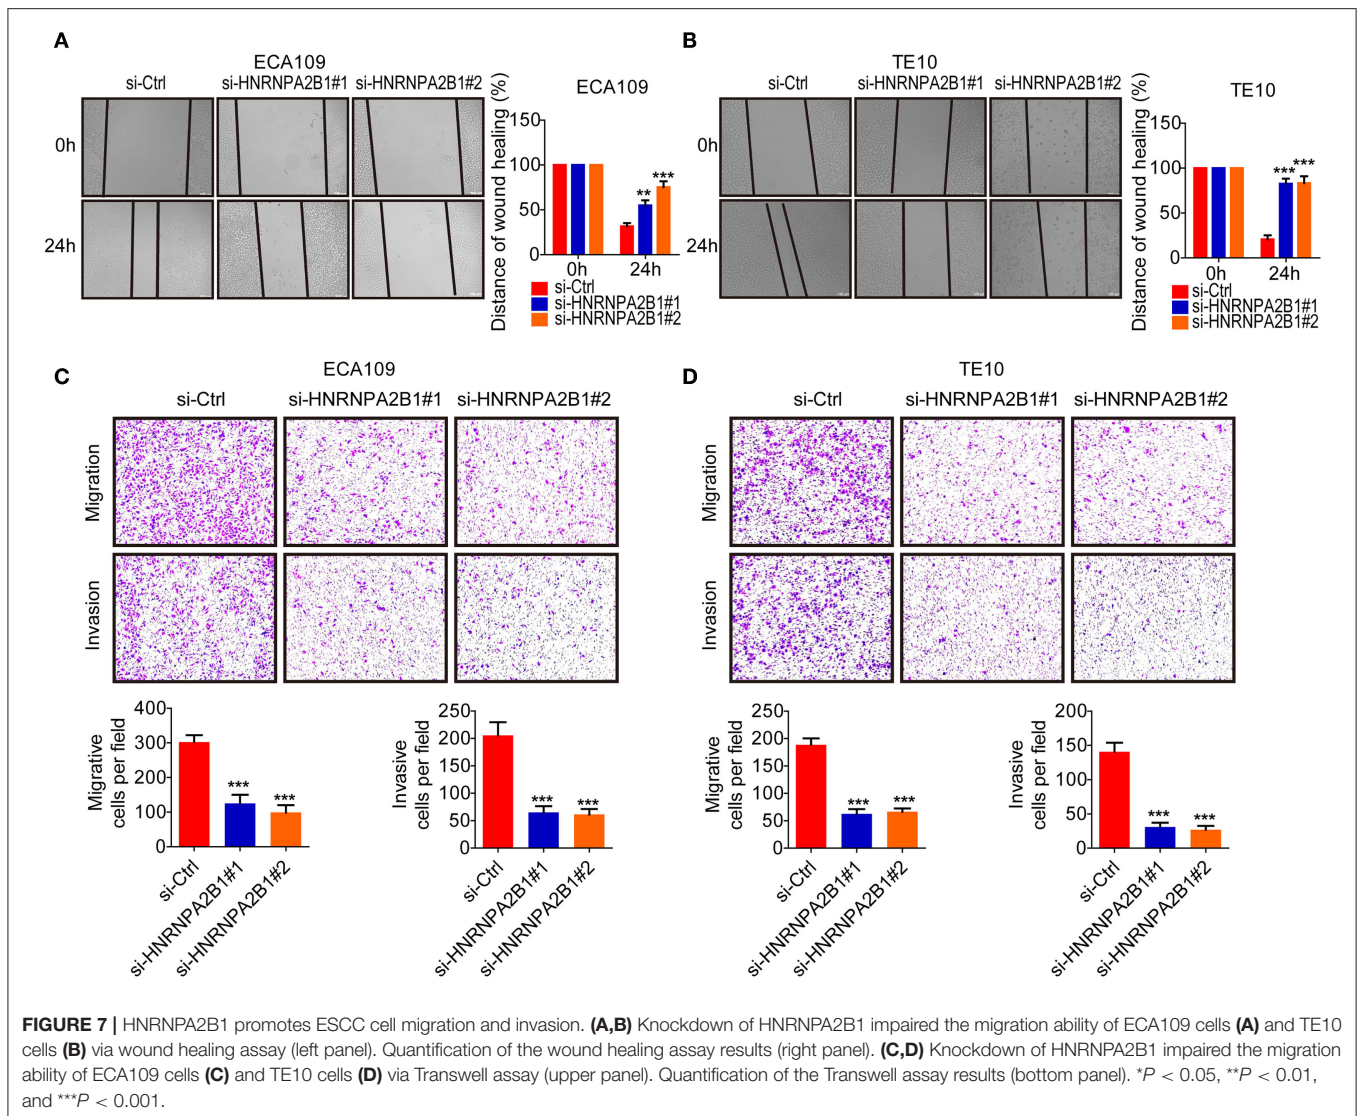 A
ECA109
si-Ctrl si-HNRNPA2B1#1 si-HNRNPA2B1#2
0h
24h
Distance of wound healing (%)
ECA109
150
100
50
0
** ***
0h 24h
si-Ctrl
si-HNRNPA2B1#1
si-HNRNPA2B1#2
B
TE10
si-Ctrl si-HNRNPA2B1#1 si-HNRNPA2B1#2
0h
24h
Distance of wound healing (%)
TE10
150
100
50
0
*** ***
0h 24h
si-Ctrl
si-HNRNPA2B1#1
si-HNRNPA2B1#2
C
ECA109
si-Ctrl si-HNRNPA2B1#1 si-HNRNPA2B1#2
Migration
Invasion
Migrative
cells per field
400
300
200
100
0
*** ***
si-Ctrl
si-HNRNPA2B1#1
si-HNRNPA2B1#2
Invasive
cells per field
250
200
150
100
50
0
*** ***
si-Ctrl
si-HNRNPA2B1#1
si-HNRNPA2B1#2
D
TE10
si-Ctrl si-HNRNPA2B1#1 si-HNRNPA2B1#2
Migration
Invasion
Migrative
cells per field
250
200
150
100
50
0
*** ***
si-Ctrl
si-HNRNPA2B1#1
si-HNRNPA2B1#2
Invasive
cells per field
200
150
100
50
0
*** ***
si-Ctrl
si-HNRNPA2B1#1
si-HNRNPA2B1#2
FIGURE 7 | HNRNPA2B1 promotes ESCC cell migration and invasion. (A,B) Knockdown of HNRNPA2B1 impaired the migration ability of ECA109 cells (A) and TE10
cells (B) via wound healing assay (left panel). Quantification of the wound healing assay results (right panel). (C,D) Knockdown of HNRNPA2B1 impaired the migration
ability of ECA109 cells (C) and TE10 cells (D) via Transwell assay (upper panel). Quantification of the Transwell assay results (bottom panel). *P < 0.05, **P < 0.01,
and ***P < 0.001.